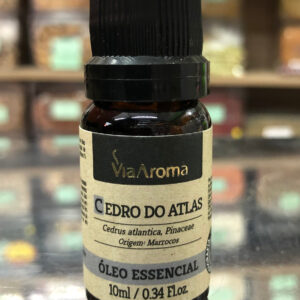 ViaAroma
CEDRO DO ATLAS
Cedrus atlantica, Pinaceae
Origem: Marrocos
ÓLEO ESSENCIAL
10ml / 0.34 Fl.oz.